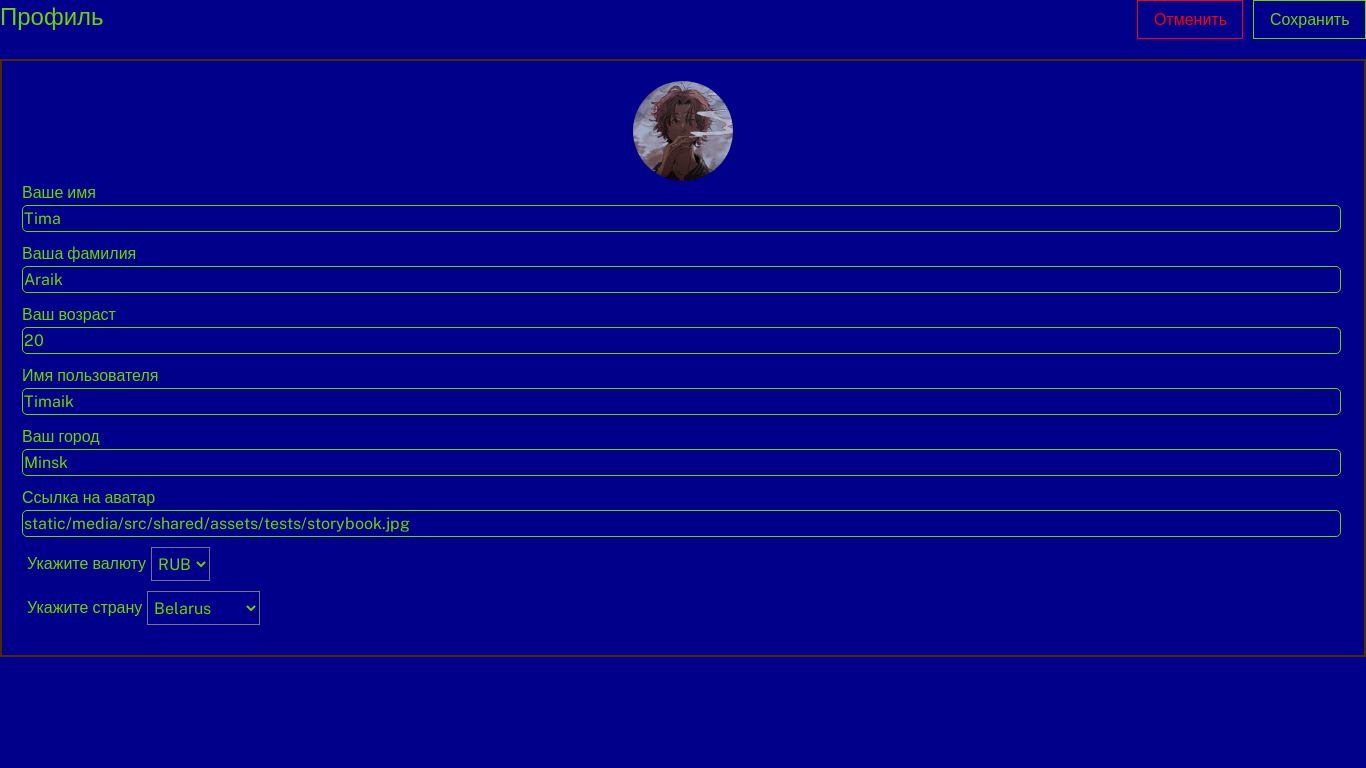 Профиль
Отменить
Сохранить
Ваше имя
Tima
Ваша фамилия
Araik
Ваш возраст
20
Имя пользователя
Timaik
Ваш город
Minsk
Ссылка на аватар
static/media/src/shared/assets/tests/storybook.jpg
Укажите валюту RUB
Укажите страну Belarus